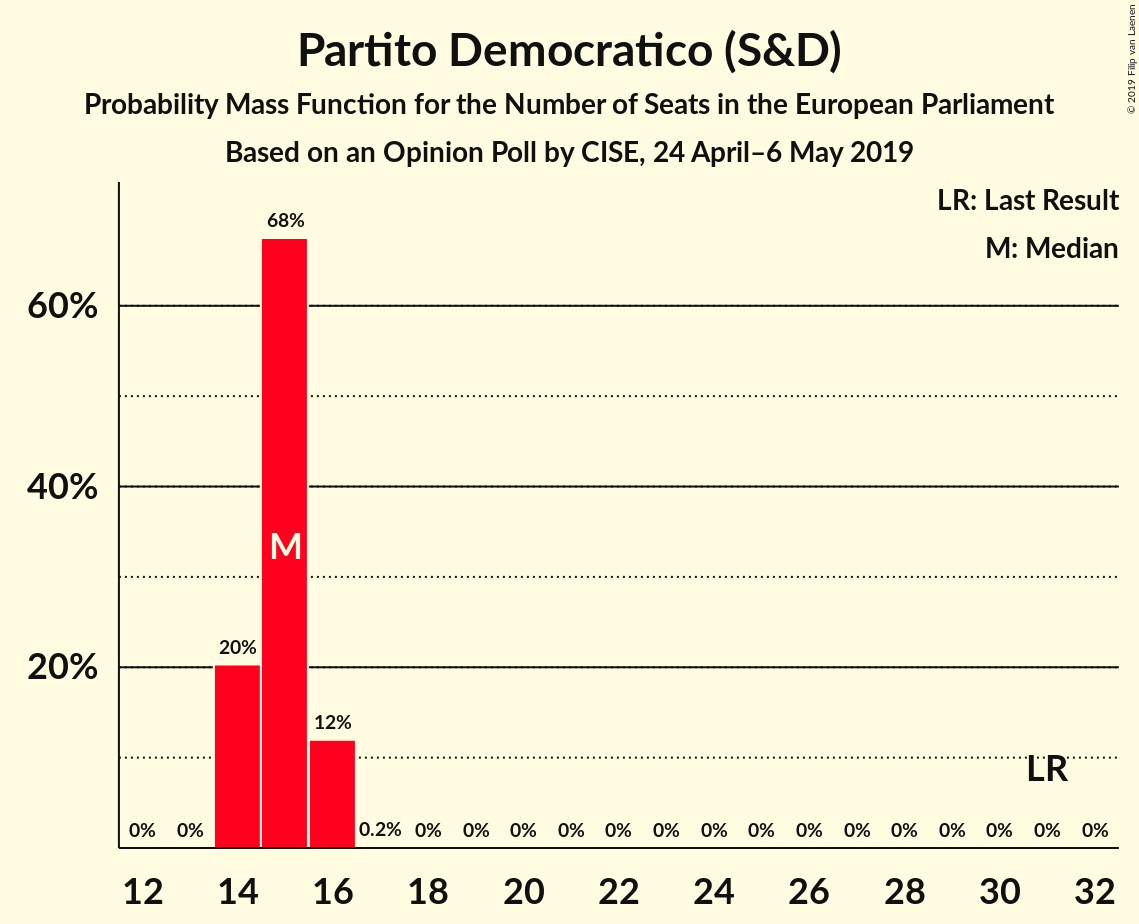 Partito Democratico (S&D)
Probability Mass Function for the Number of Seats in the European Parliament
Based on an Opinion Poll by CISE, 24 April–6 May 2019
© 2019 Filip van Laenen
LR: Last Result
M: Median
68%
60%
40%
M
20%
20%
12%
LR
0% 0% 0.2% 0% 0% 0% 0% 0% 0% 0% 0% 0% 0% 0% 0% 0% 0% 0%
12 14 16 18 20 22 24 26 28 30 32